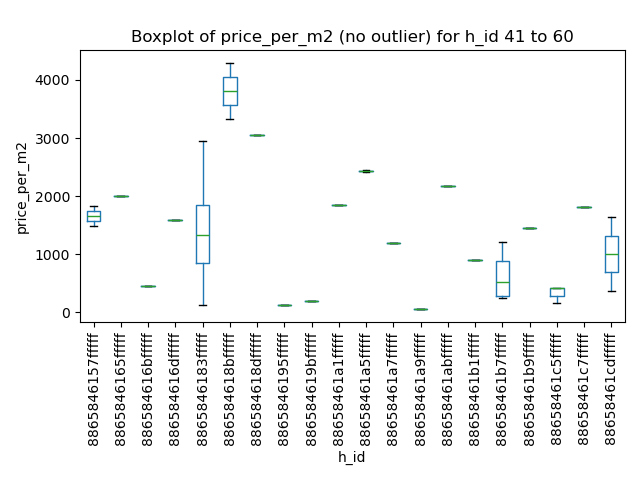 Boxplot of price_per_m2 (no outlier) for h_id 41 to 60
price_per_m2
4000
3000
2000
1000
0
8865846157fffff
8865846165fffff
886584616bfffff
886584616dfffff
8865846183fffff
886584618bfffff
886584618dfffff
8865846195fffff
886584619bfffff
88658461a1fffff
88658461a5fffff
88658461a7fffff
88658461a9fffff
88658461abfffff
88658461b1fffff
88658461b7fffff
88658461b9fffff
88658461c5fffff
88658461c7fffff
88658461cdfffff
h_id